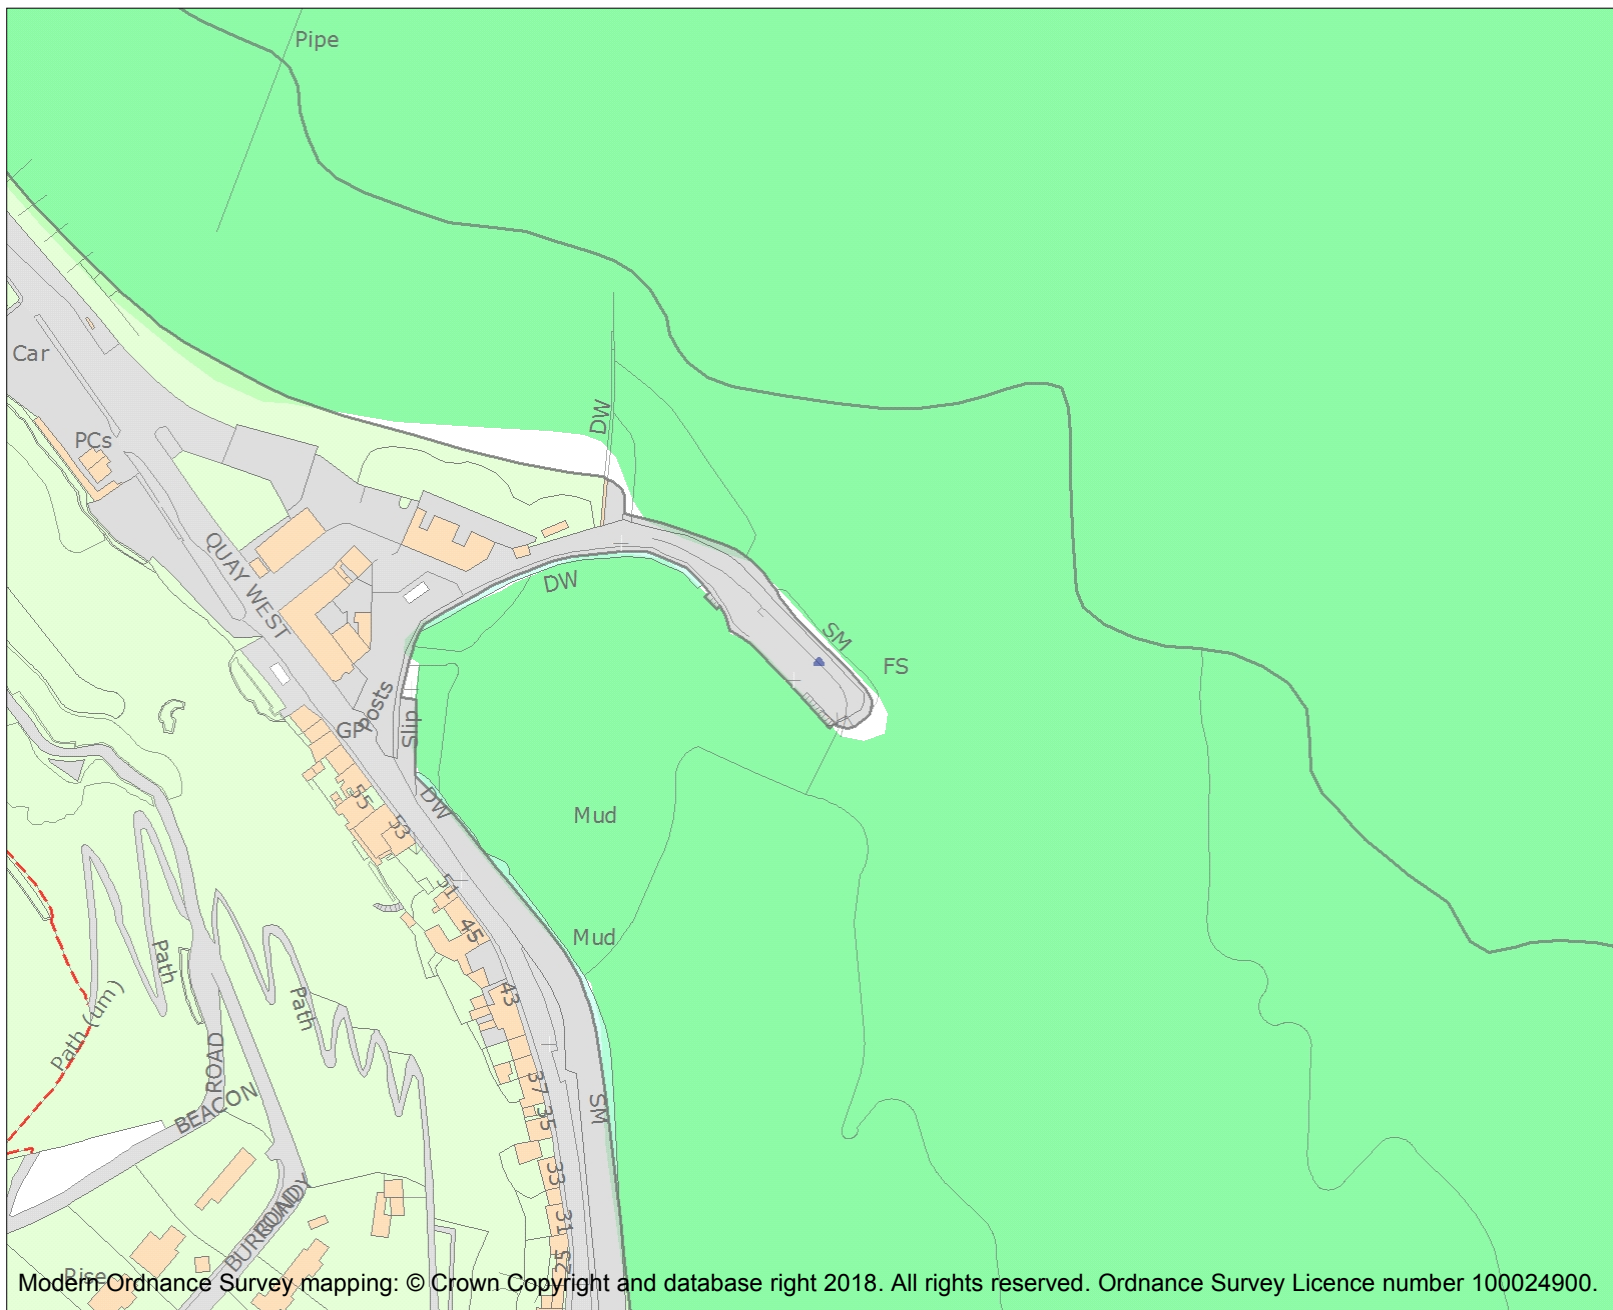 Pipe
Car
DW
PCs
QUAY WEST
DW
SM
FS
Posts
GP
Slip
55
53
DW
Mud
51
45
Mud
43
Path
Path
Path (um)
ROAD
BEACON
37
35
SM
33
31
BURROW
Rise
Modern Ordnance Survey mapping: © Crown Copyright and database right 2018. All rights reserved. Ordnance Survey Licence number 100024900.